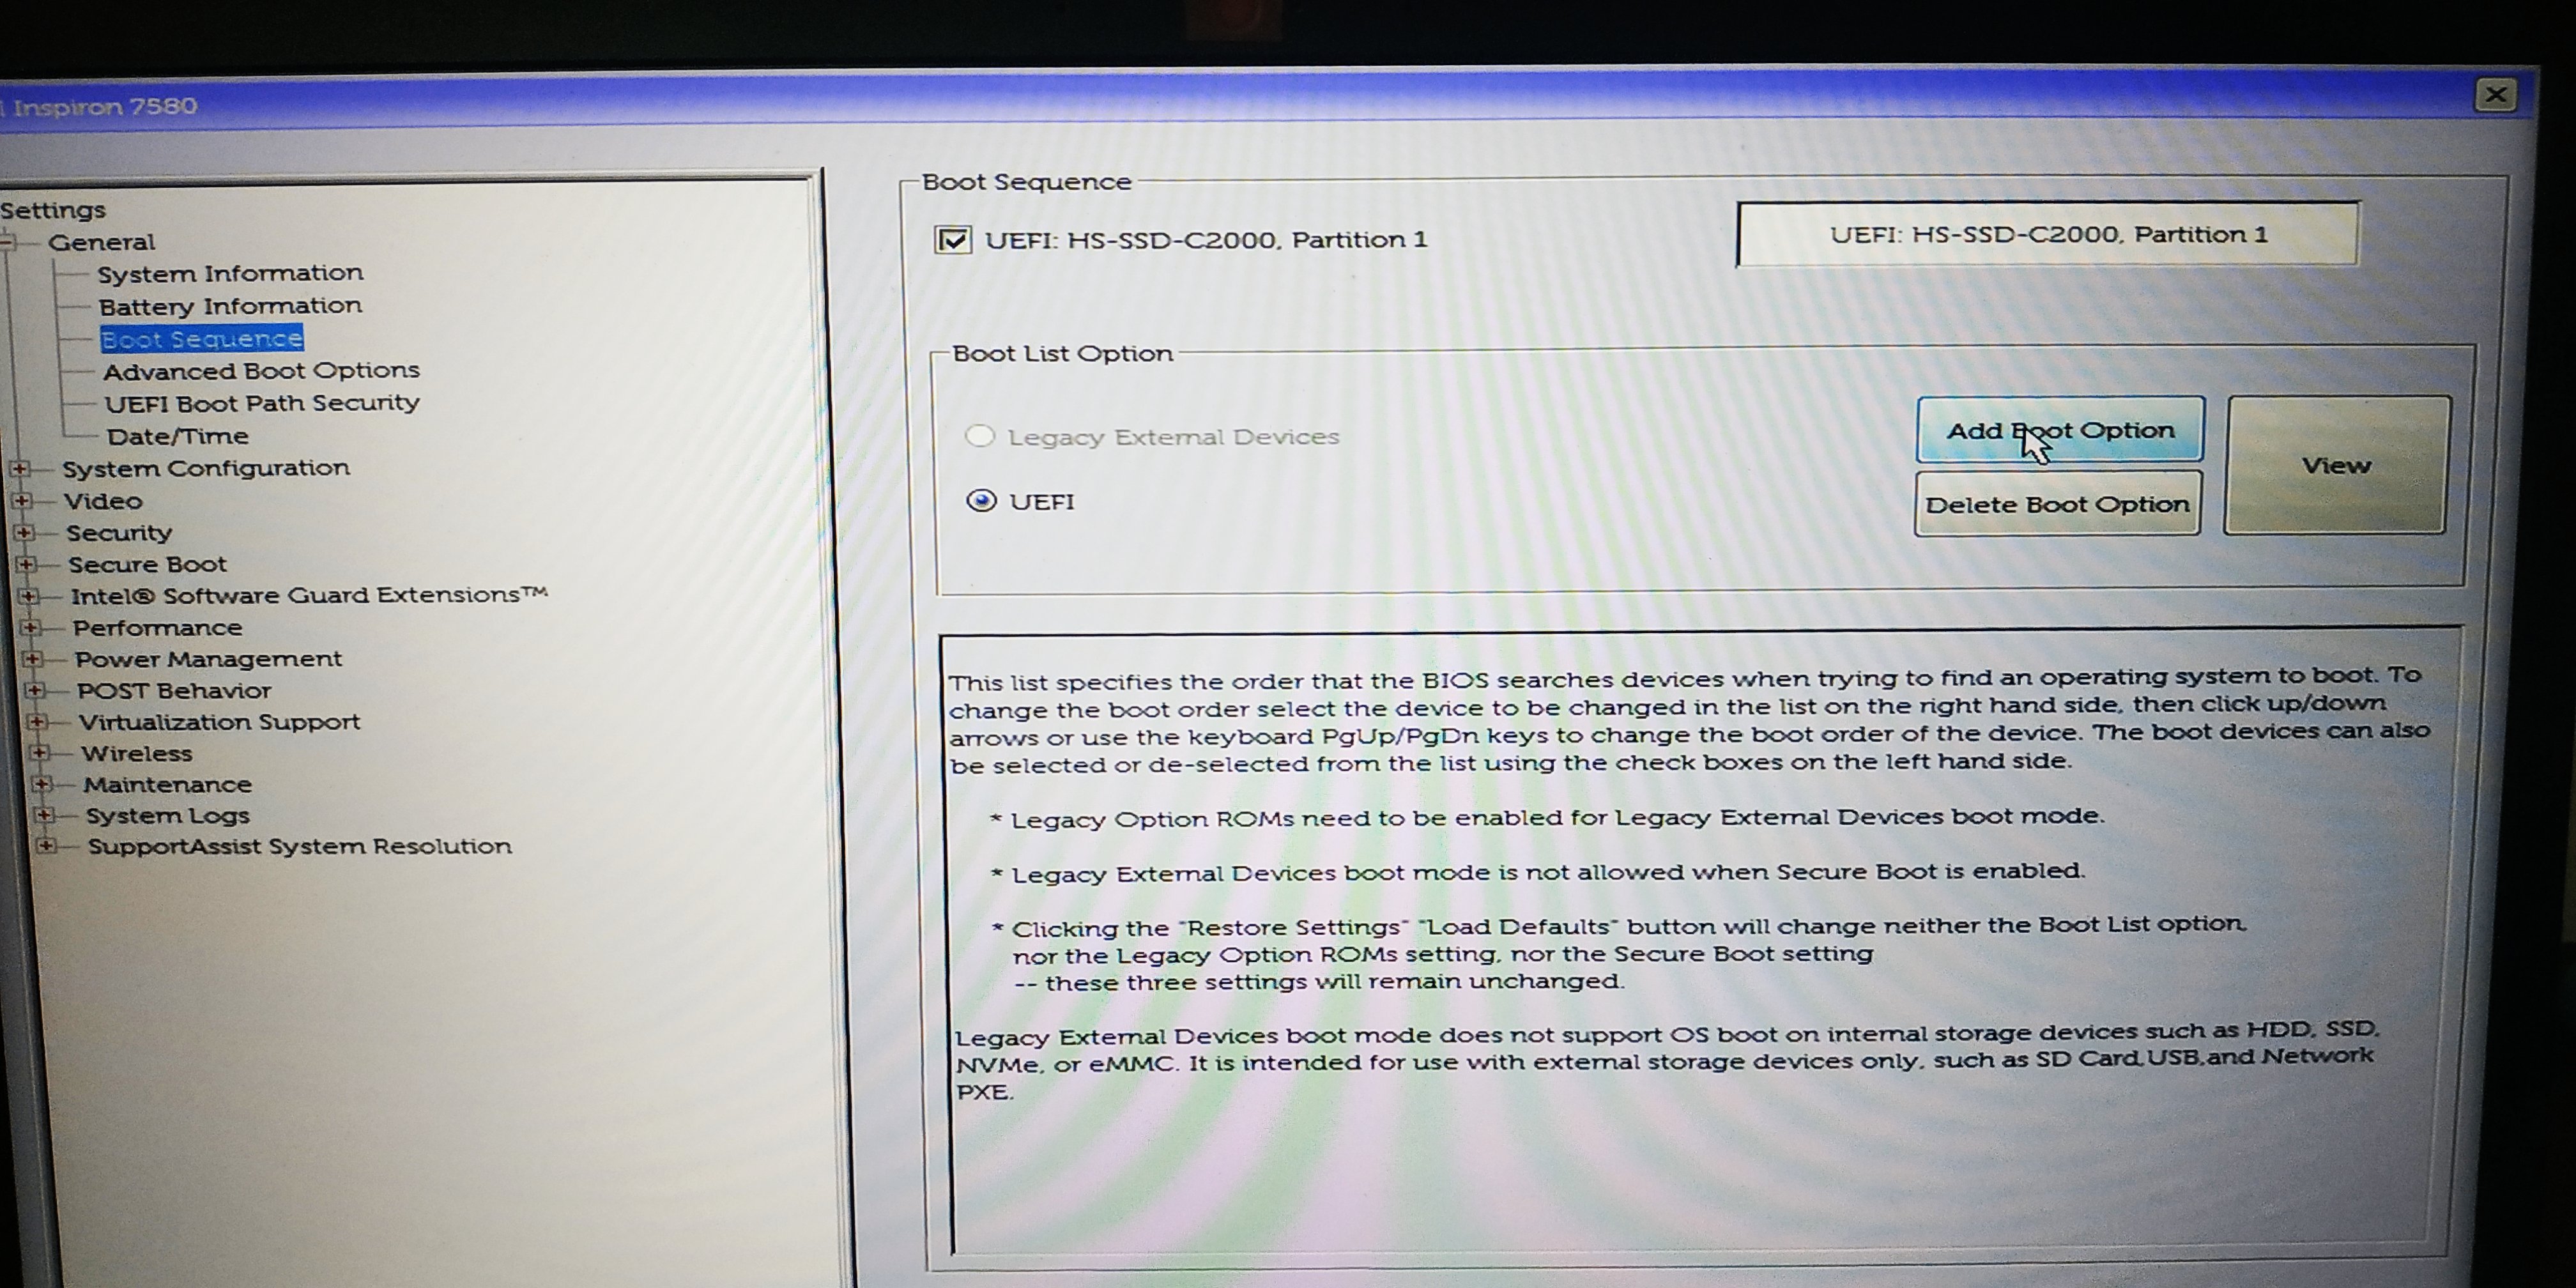 Inspiron 7580
Settings
General
System Information
Battery Information
Boot Sequence
Advanced Boot Options
UEFI Boot Path Security
Date/Time
System Configuration
Video
Security
Secure Boot
Intel® Software Guard Extensions™
Performance
Power Management
POST Behavior
Virtualization Support
Wireless
Maintenance
System Logs
SupportAssist System Resolution
Boot Sequence
UEFI: HS-SSD-C2000, Partition 1
UEFI: HS-SSD-C2000, Partition 1
Boot List Option
Legacy External Devices
UEFI
Add Boot Option
Delete Boot Option
View
This list specifies the order that the BIOS searches devices when trying to find an operating system to boot. To
change the boot order select the device to be changed in the list on the right hand side, then click up/down
arrows or use the keyboard PgUp/PgDn keys to change the boot order of the device. The boot devices can also
be selected or de-selected from the list using the check boxes on the left hand side.
* Legacy Option ROMs need to be enabled for Legacy External Devices boot mode.
* Legacy External Devices boot mode is not allowed when Secure Boot is enabled.
* Clicking the "Restore Settings" "Load Defaults" button will change neither the Boot List option,
nor the Legacy Option ROMs setting, nor the Secure Boot setting
-- these three settings will remain unchanged.
Legacy External Devices boot mode does not support OS boot on internal storage devices such as HDD, SSD,
NVMe, or eMMC. It is intended for use with external storage devices only, such as SD Card,USB,and Network
PXE.